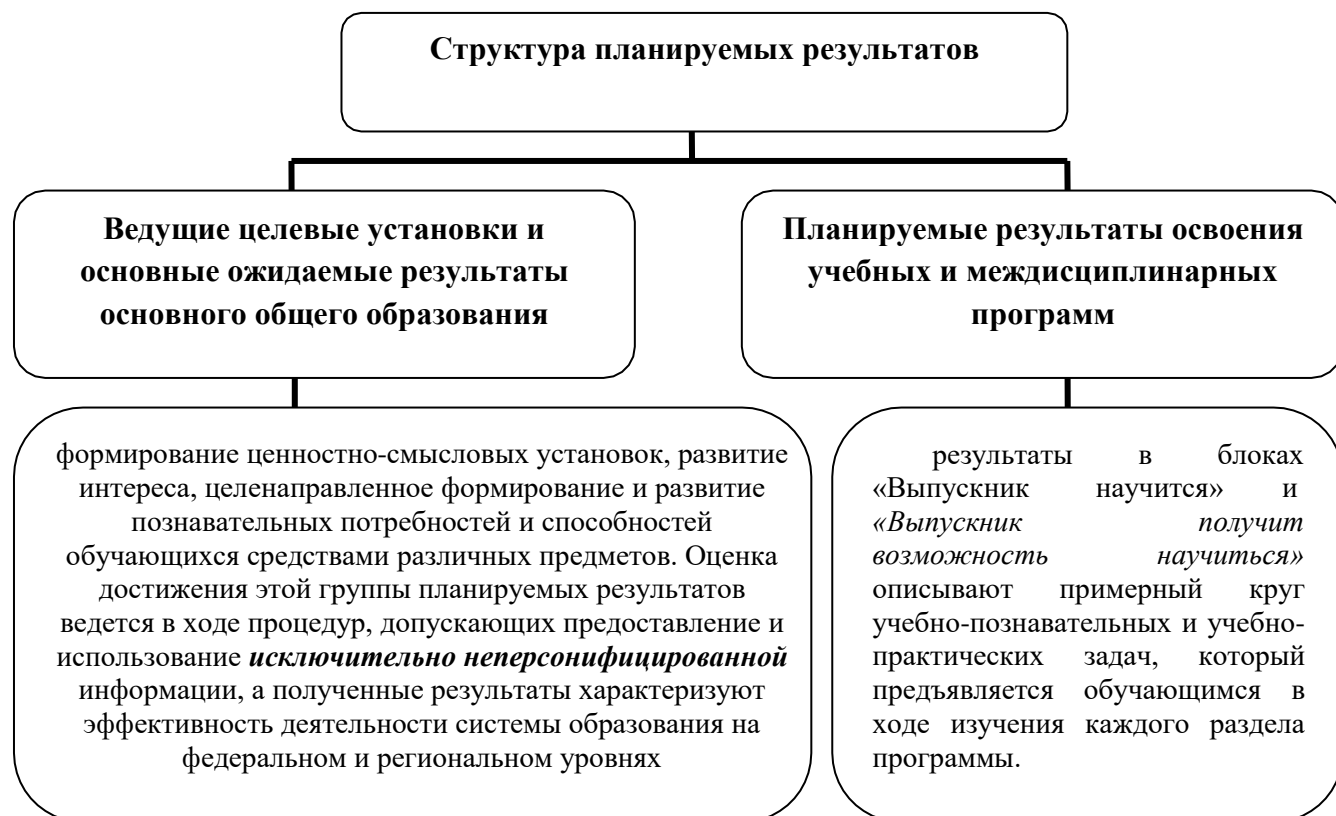 Структура планируемых результатов
Ведущие целевые установки и
основные ожидаемые результаты
основного общего образования
Планируемые результаты освоения
учебных и междисциплинарных
программ
формирование ценностно-смысловых установок, развитие
интереса, целенаправленное формирование и развитие
познавательных потребностей и способностей
обучающихся средствами различных предметов. Оценка
достижения этой группы планируемых результатов
ведется в ходе процедур, допускающих предоставление и
использование исключительно неперсонифицированной
информации, а полученные результаты характеризуют
эффективность деятельности системы образования на
федеральном и региональном уровнях
результаты в блоках
«Выпускник научится» и
«Выпускник получит
возможность научиться»
описывают примерный круг
учебно-познавательных и учебно-
практических задач, который
предъявляется обучающимся в
ходе изучения каждого раздела
программы.